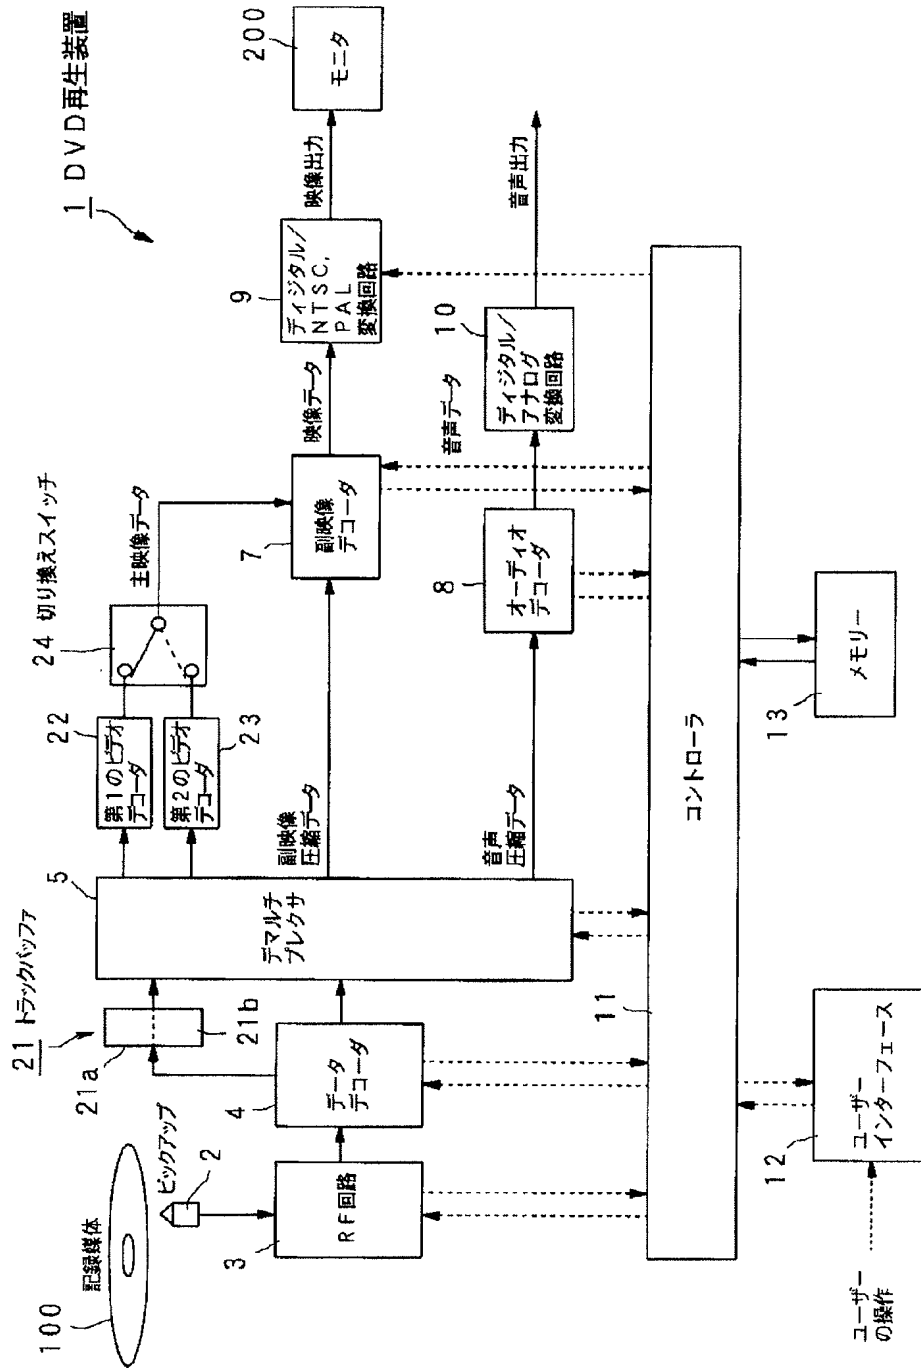 1 DVD再生装置
100
記録媒体
ピックアップ
2
3
RF回路
4
データ
デコーダ
21 トラックバッファ
21a
21b
5
デマルチ
プレクサ
22
第1のビデオ
デコーダ
第2のビデオ
デコーダ
23
24 切り換えスイッチ
主映像データ
副映像
圧縮データ
7
副映像
デコーダ
映像データ
9
ディジタル/
NTSC,
PAL
変換回路
映像出力
200
モニタ
音声
圧縮データ
8
オーディオ
デコーダ
音声データ
10
ディジタル/
アナログ
変換回路
音声出力
11
コントローラ
ユーザー
の操作
12
ユーザー
インターフェース
13
メモリー